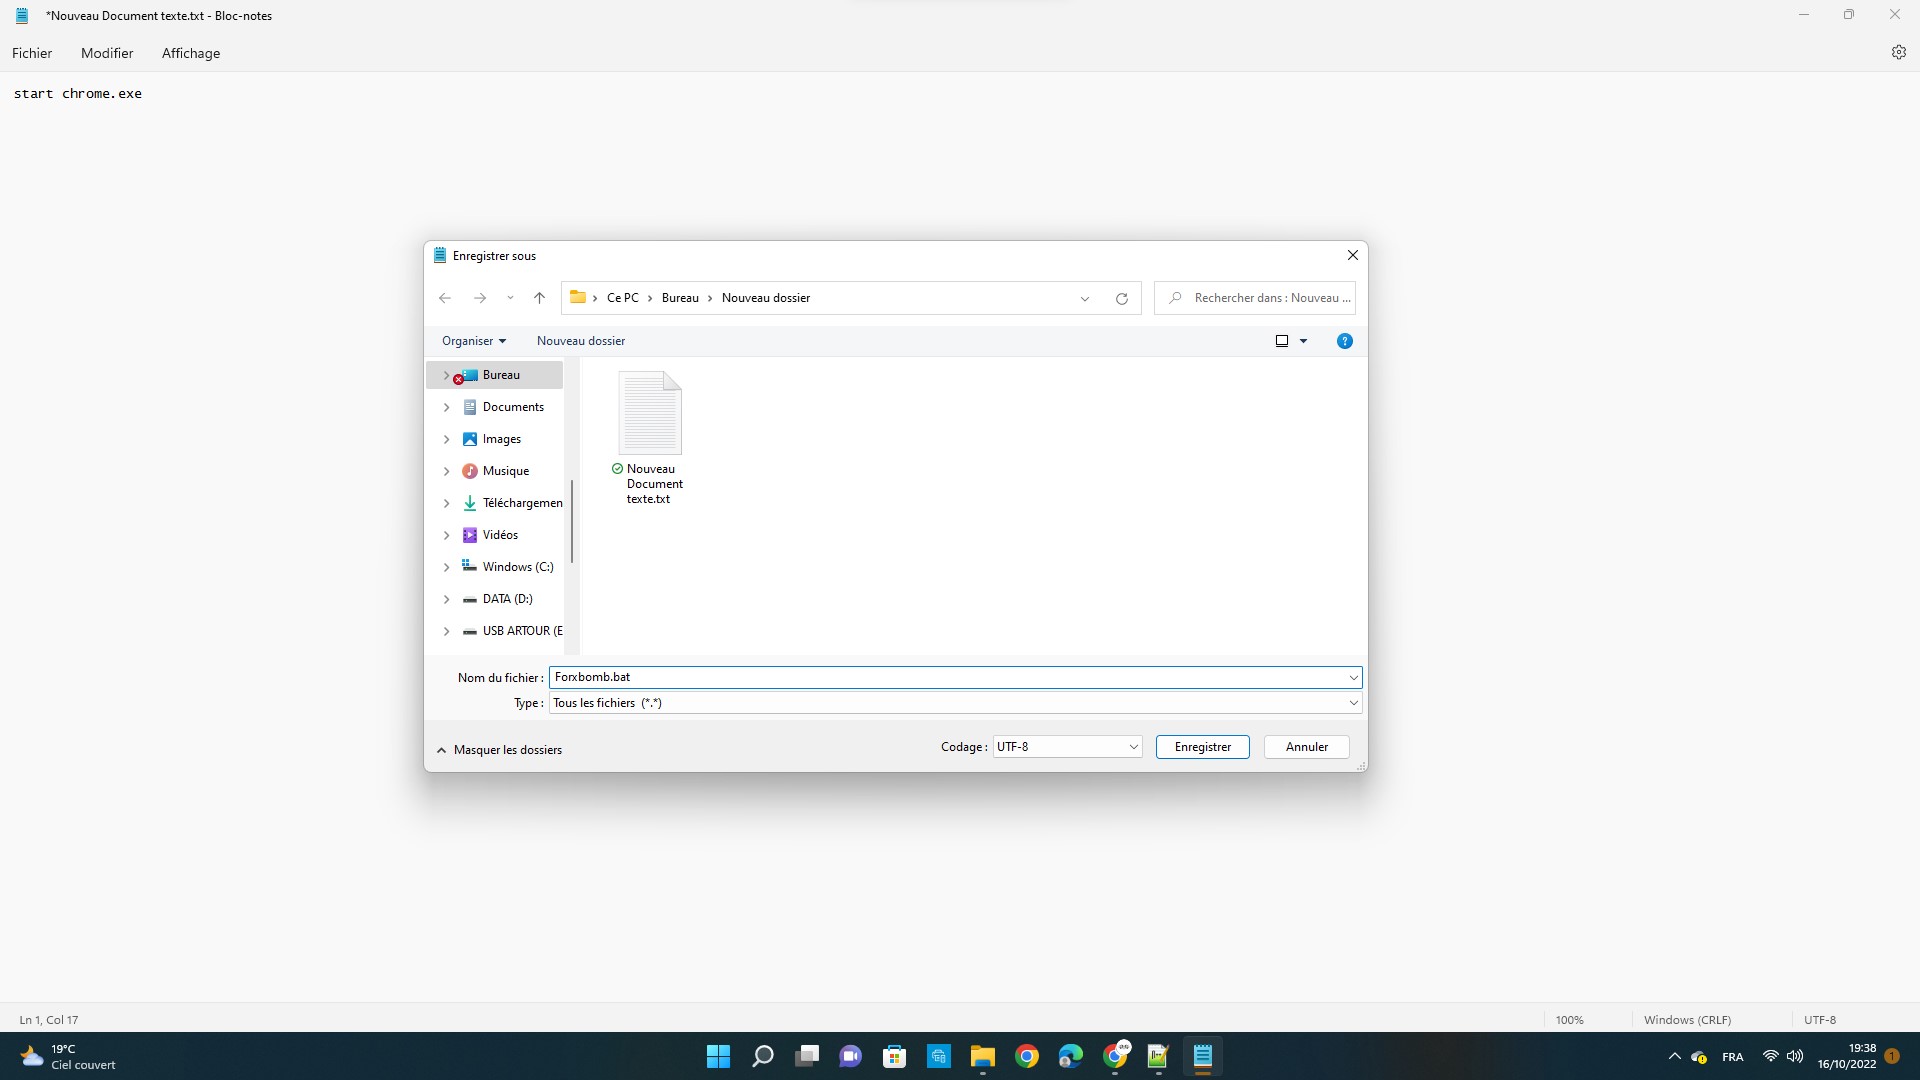 *Nouveau Document texte.txt - Bloc-notes
Fichier Modifier Affichage
start chrome.exe
Enregistrer sous
Ce PC Bureau Nouveau dossier
Rechercher dans : Nouveau ...
Organiser Nouveau dossier
Bureau
Documents
Images
Musique
Téléchargemen
Vidéos
Windows (C:)
DATA (D:)
USB ARTOUR (E
Nouveau
Document
texte.txt
Nom du fichier : Forxbomb.bat
Type : Tous les fichiers (*.*)
Masquer les dossiers
Codage : UTF-8 Enregistrer Annuler
Ln 1, Col 17 100% Windows (CRLF) UTF-8
19°C
Ciel couvert
FRA
19:38
16/10/2022
1